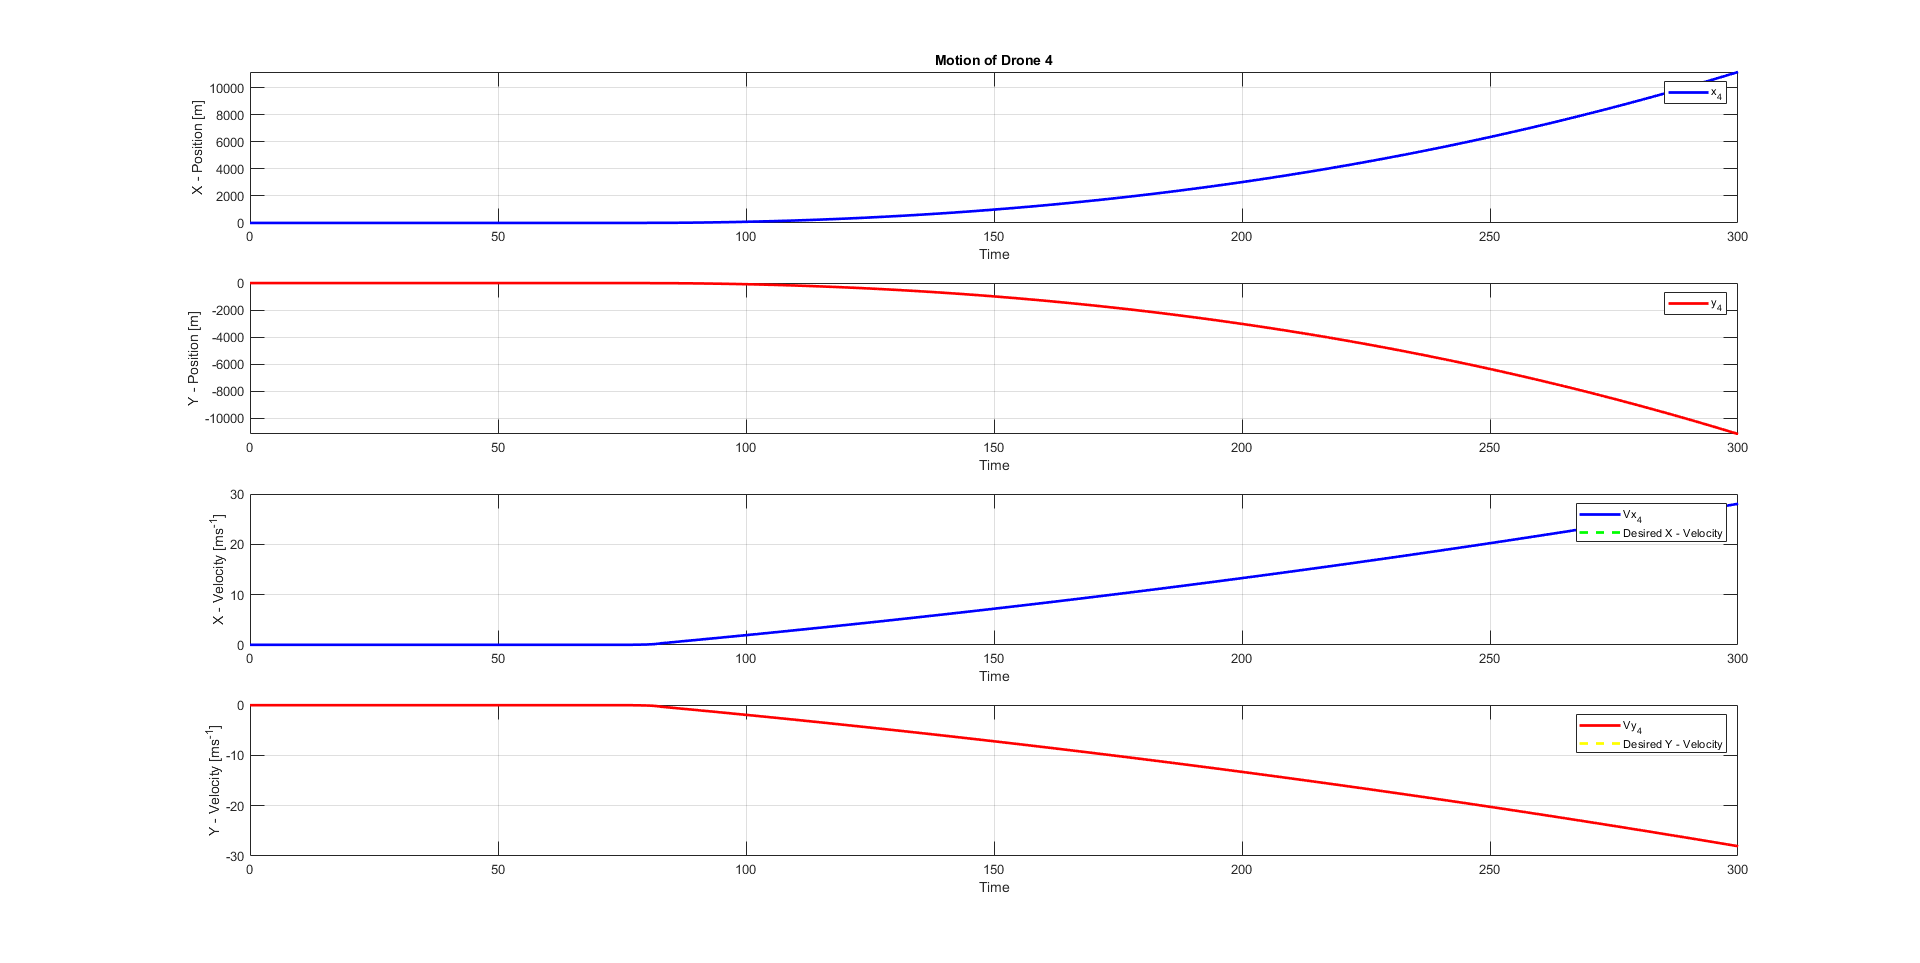 Motion of Drone 4
X - Position [m]
10000
8000
6000
4000
2000
0
x4
0 50 100 150 200 250 300
Time
Y - Position [m]
0
-2000
-4000
-6000
-8000
-10000
y4
0 50 100 150 200 250 300
Time
X - Velocity [ms-1]
30
20
10
0
Vx4
Desired X - Velocity
0 50 100 150 200 250 300
Time
Y - Velocity [ms-1]
0
-10
-20
-30
Vy4
Desired Y - Velocity
0 50 100 150 200 250 300
Time